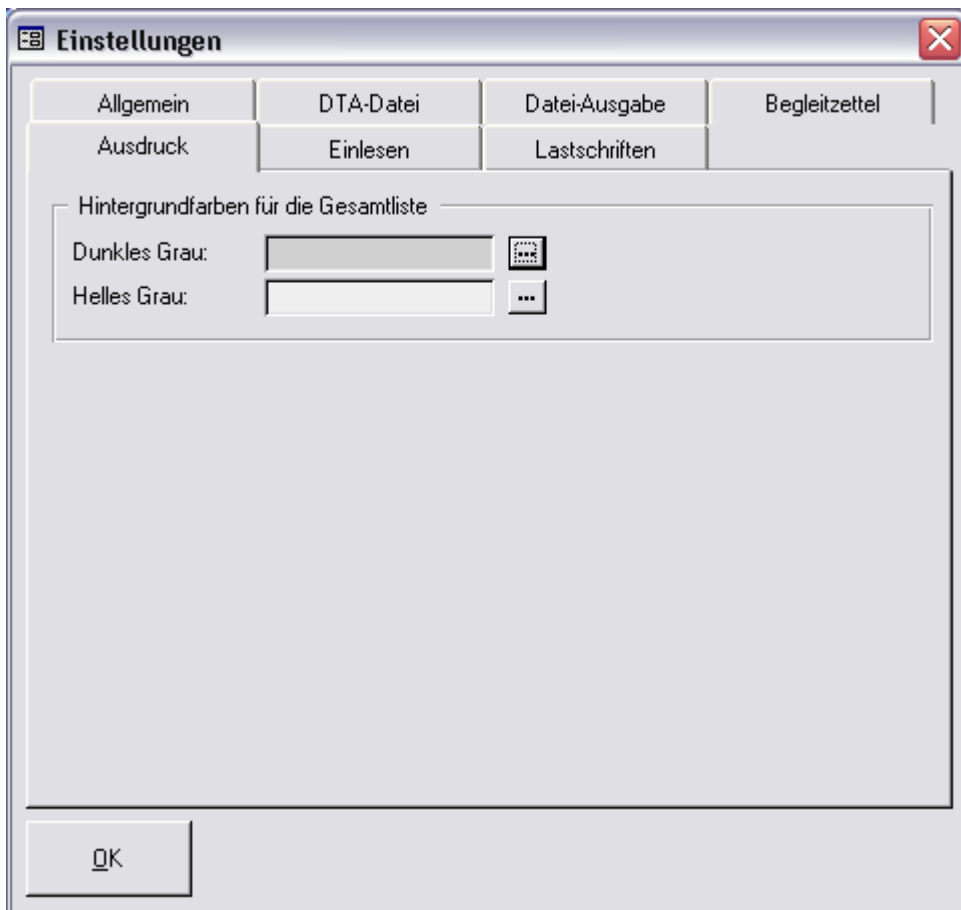 Einstellungen
Allgemein DTA-Datei Datei-Ausgabe Begleitzettel
Ausdruck Einlesen Lastschriften
Hintergrundfarben für die Gesamtliste
Dunkles Grau: ...
Helles Grau: ...
OK